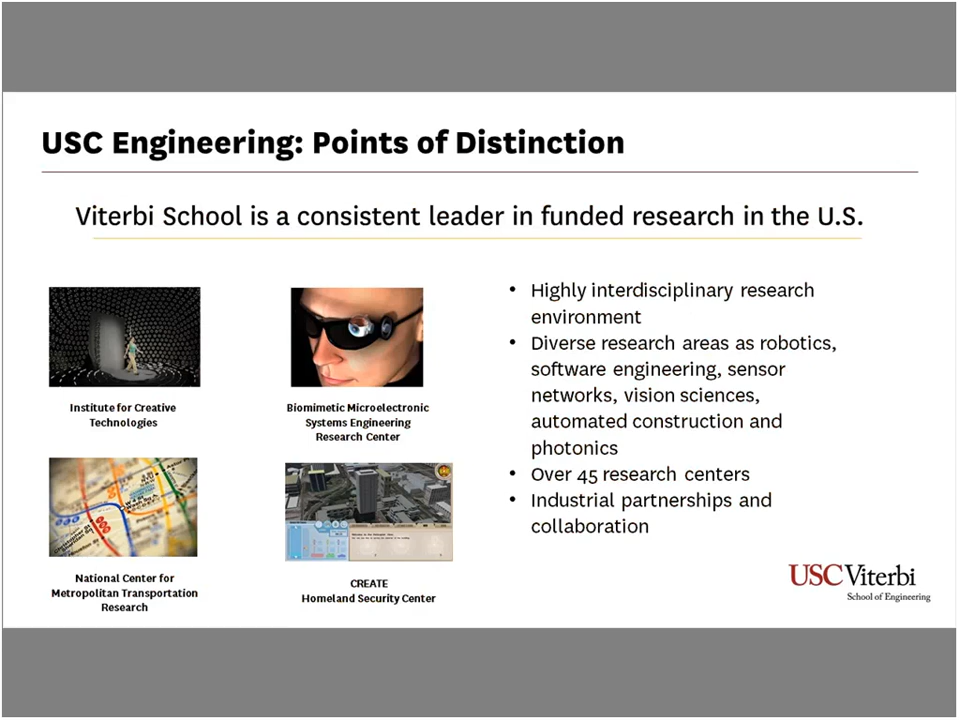 USC Engineering: Points of Distinction
Viterbi School is a consistent leader in funded research in the U.S.
Institute for Creative
Technologies
Biomimetic Microelectronic
Systems Engineering
Research Center
National Center for
Metropolitan Transportation
Research
CREATE
Homeland Security Center
• Highly interdisciplinary research
environment
• Diverse research areas as robotics,
software engineering, sensor
networks, vision sciences,
automated construction and
photonics
• Over 45 research centers
• Industrial partnerships and
collaboration
USC Viterbi
School of Engineering